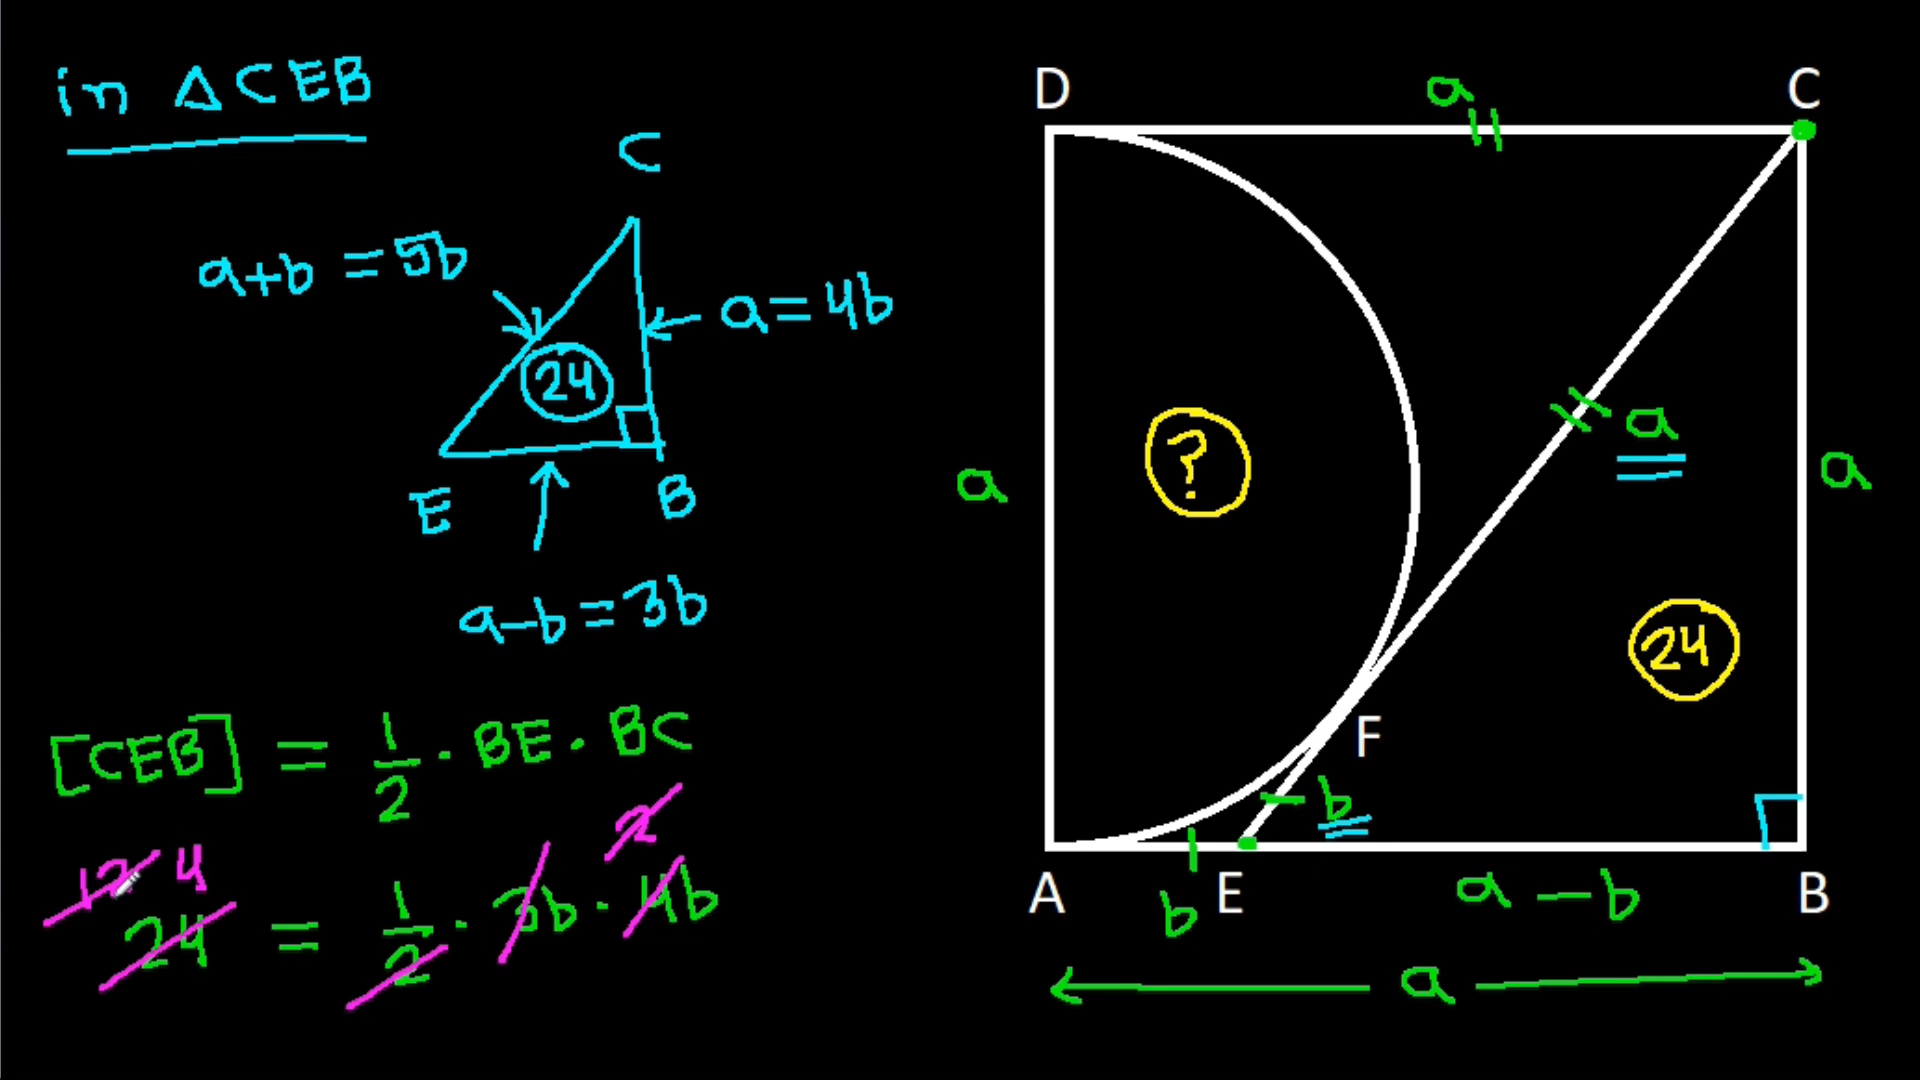 in △CEB
C
a+b = 5b
a = 4b
24
E
B
a-b = 3b
[CEB] = 1/2 · BE · BC
12 4 2
24 = 1/2 · 3b · 4b
D
a
C
a
?
a
a
24
F
b
A
b
E
a - b
B
a